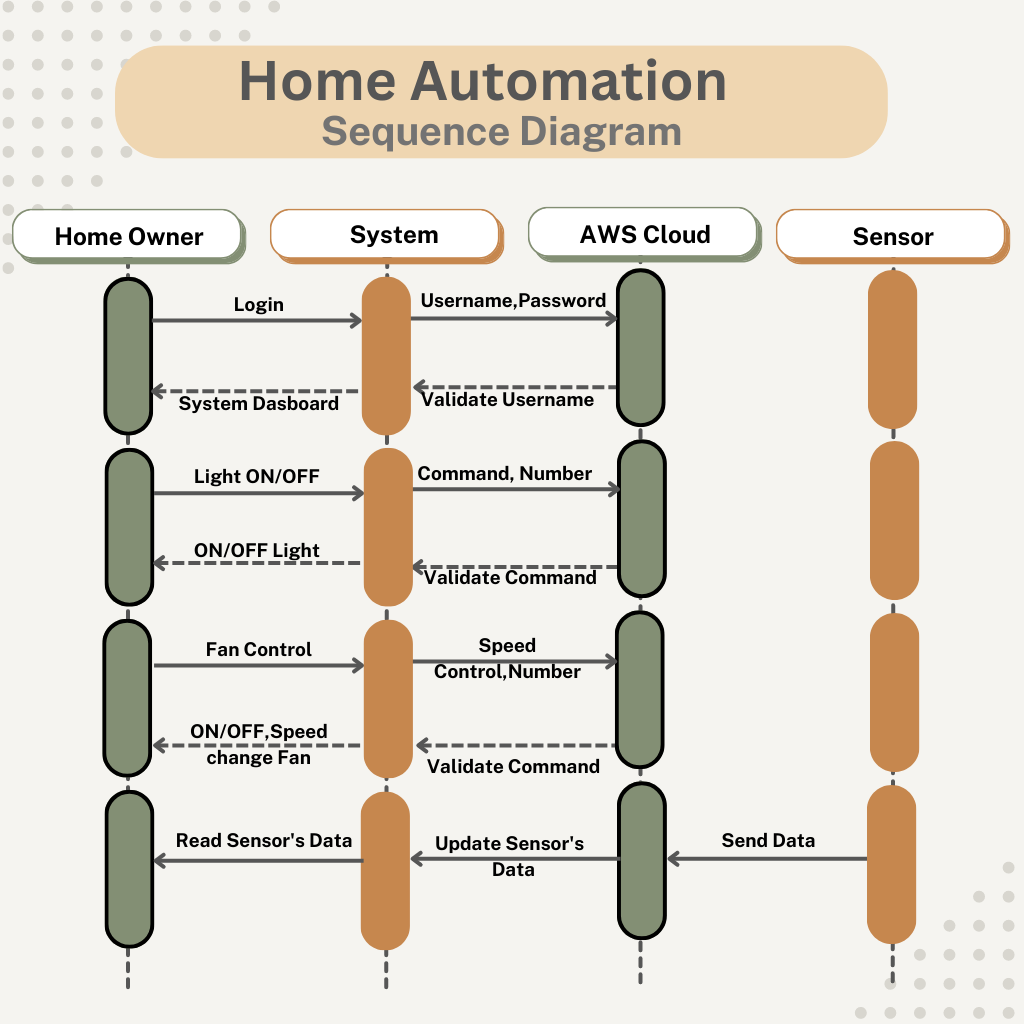 Home Automation
Sequence Diagram
Home Owner
System
AWS Cloud
Sensor
Login
Username,Password
System Dasboard
Validate Username
Light ON/OFF
Command, Number
ON/OFF Light
Validate Command
Fan Control
Speed
Control,Number
ON/OFF,Speed
change Fan
Validate Command
Read Sensor's Data
Update Sensor's
Data
Send Data